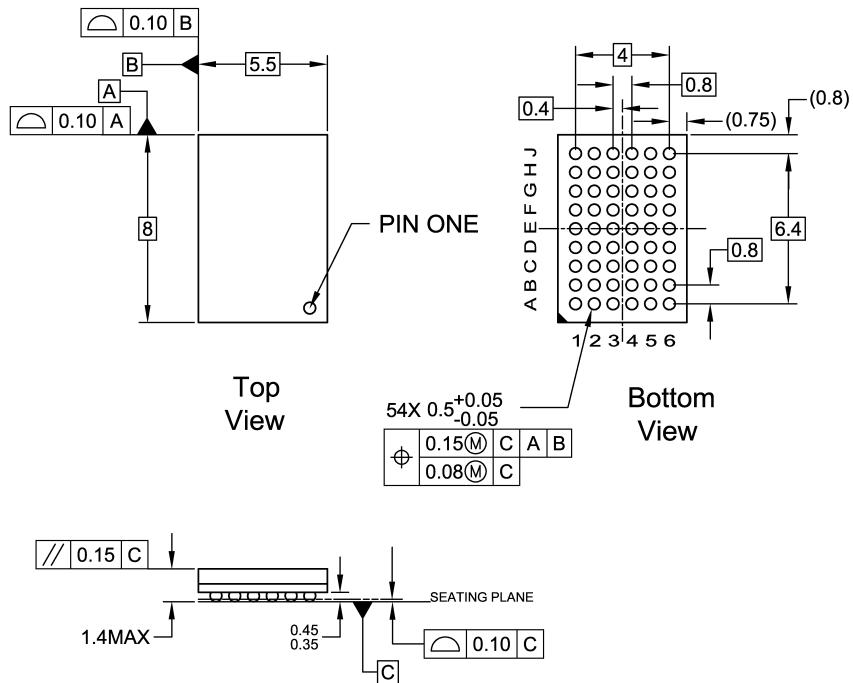 ⌓ 0.10 B
B
5.5
A
⌓ 0.10 A
8
PIN ONE
Top
View
4
0.8
0.4
(0.75)
(0.8)
J
H
G
F
E
D
C
B
A
6.4
0.8
1 2 3 4 5 6
54X 0.5 +0.05
-0.05
⌖ 0.15Ⓜ C A B
0.08Ⓜ C
Bottom
View
// 0.15 C
1.4MAX
0.45
0.35
SEATING PLANE
⌓ 0.10 C
C